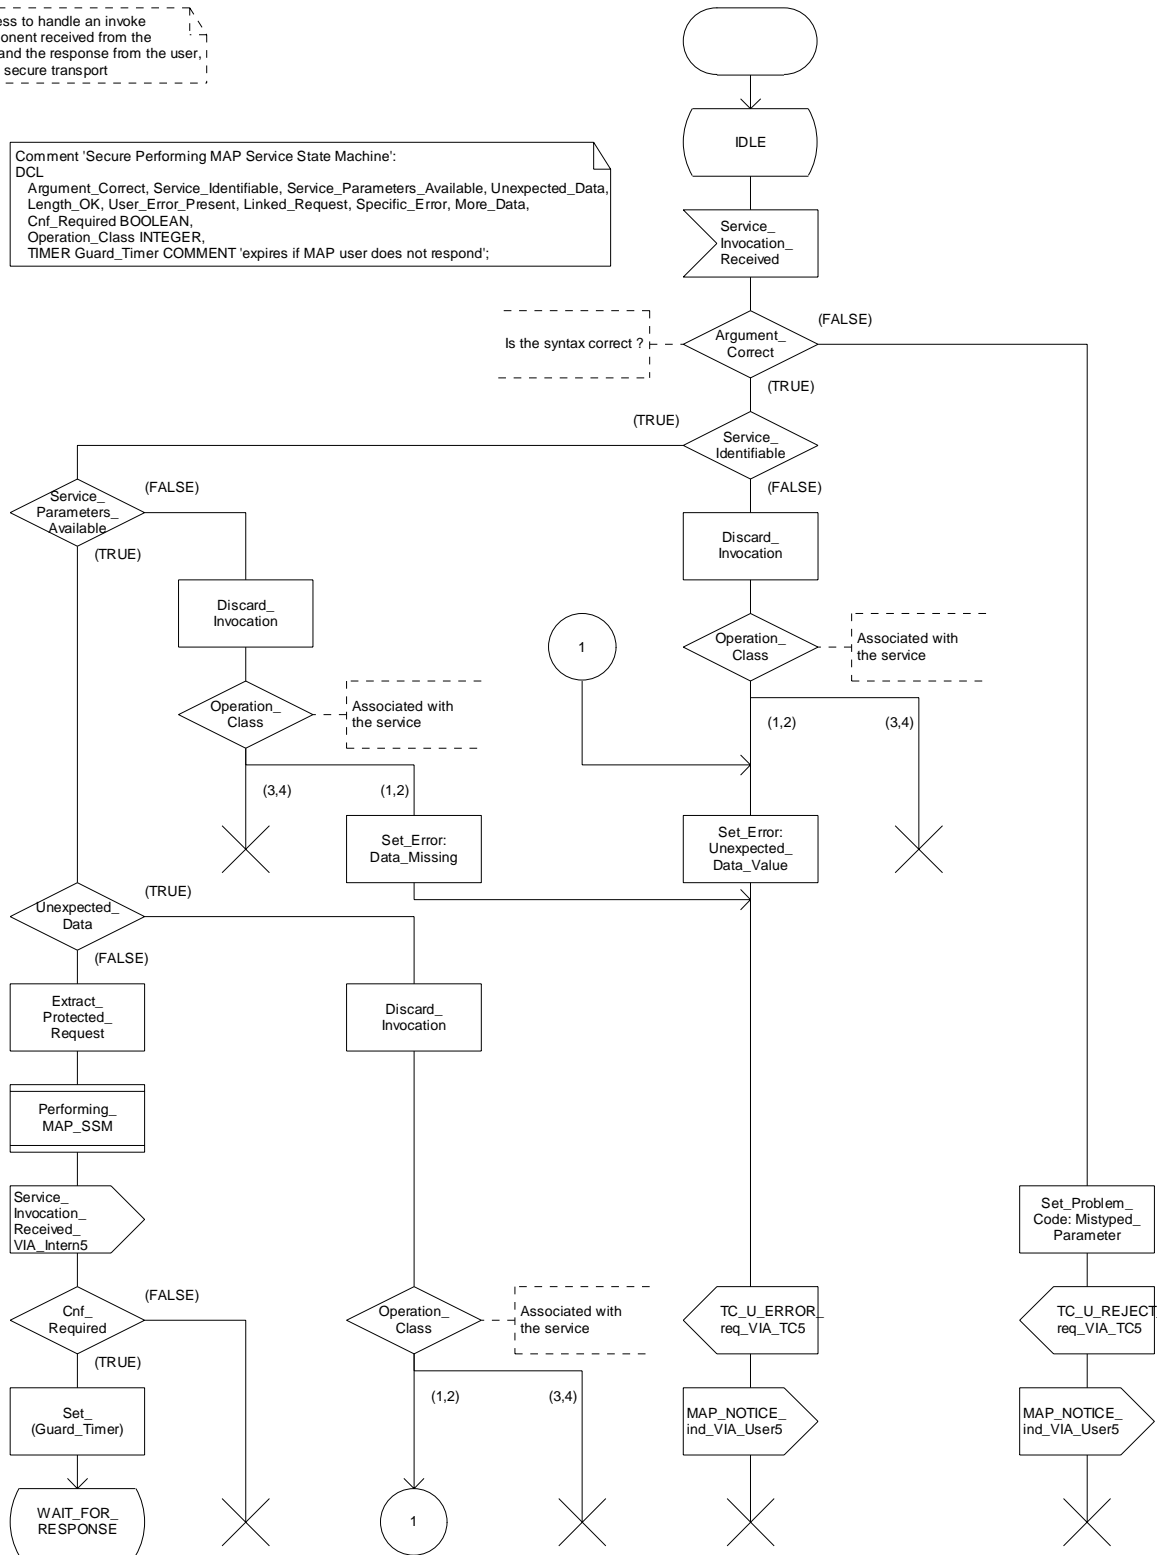 ess to handle an invoke
onent received from the
and the response from the user,
secure transport
Comment 'Secure Performing MAP Service State Machine':
DCL
Argument_Correct, Service_Identifiable, Service_Parameters_Available, Unexpected_Data,
Length_OK, User_Error_Present, Linked_Request, Specific_Error, More_Data,
Cnf_Required BOOLEAN,
Operation_Class INTEGER,
TIMER Guard_Timer COMMENT 'expires if MAP user does not respond';
IDLE
Service_
Invocation_
Received
Is the syntax correct ?
Argument_
Correct
(FALSE)
(TRUE)
(TRUE)
Service_
Identifiable
(FALSE)
Service_
Parameters_
Available
(FALSE)
(TRUE)
Discard_
Invocation
Discard_
Invocation
1
Operation_
Class
Associated with
the service
Operation_
Class
Associated with
the service
(1,2)
(3,4)
(3,4)
(1,2)
Set_Error:
Data_Missing
Set_Error:
Unexpected_
Data_Value
Unexpected_
Data
(TRUE)
(FALSE)
Extract_
Protected_
Request
Discard_
Invocation
Performing_
MAP_SSM
Service_
Invocation_
Received_
VIA_Intern5
Set_Problem_
Code: Mistyped_
Parameter
Cnf_
Required
(FALSE)
(TRUE)
Operation_
Class
Associated with
the service
(1,2)
(3,4)
TC_U_ERROR_
req_VIA_TC5
TC_U_REJECT_
req_VIA_TC5
Set_
(Guard_Timer)
MAP_NOTICE_
ind_VIA_User5
MAP_NOTICE_
ind_VIA_User5
WAIT_FOR_
RESPONSE
1